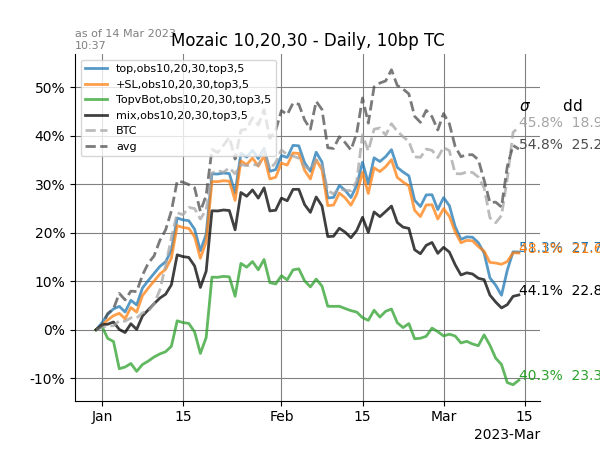 as of 14 Mar 2023
10:37
Mozaic 10,20,30 - Daily, 10bp TC
top,obs10,20,30,top3,5
+SL,obs10,20,30,top3,5
TopvBot,obs10,20,30,top3,5
mix,obs10,20,30,top3,5
BTC
avg
σ dd
45.8% 18.9
54.8% 25.2
44.1% 22.8
40.3% 23.3
50%
40%
30%
20%
10%
0%
-10%
Jan 15 Feb 15 Mar 15
2023-Mar